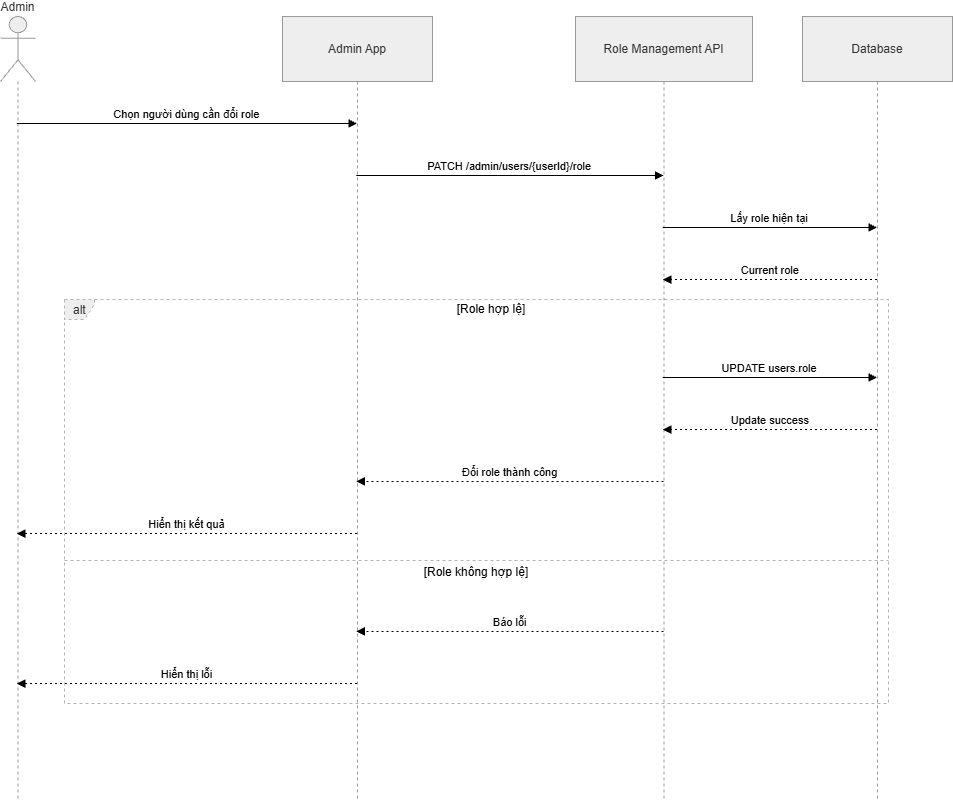 Admin
Admin App
Role Management API
Database
Chọn người dùng cần đổi role
PATCH /admin/users/{userId}/role
Lấy role hiện tại
Current role
alt
[Role hợp lệ]
UPDATE users.role
Update success
Đổi role thành công
Hiển thị kết quả
[Role không hợp lệ]
Báo lỗi
Hiển thị lỗi